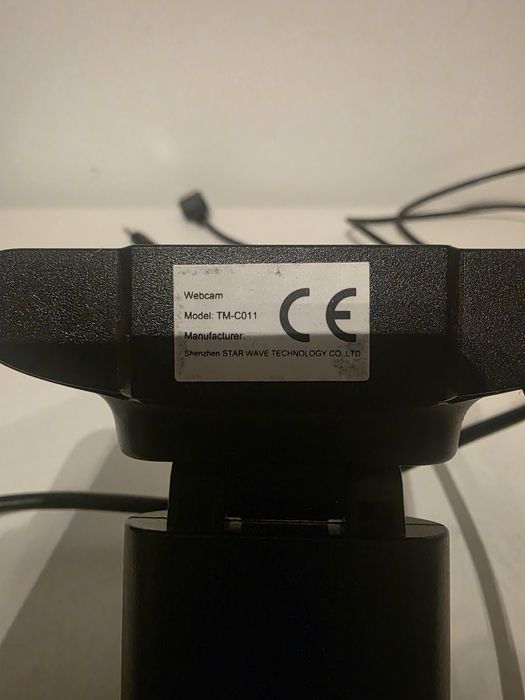 Webcam
Model: TM-C011
Manufacturer:
Shenzhen STAR WAVE TECHNOLOGY CO.,LTD
CE